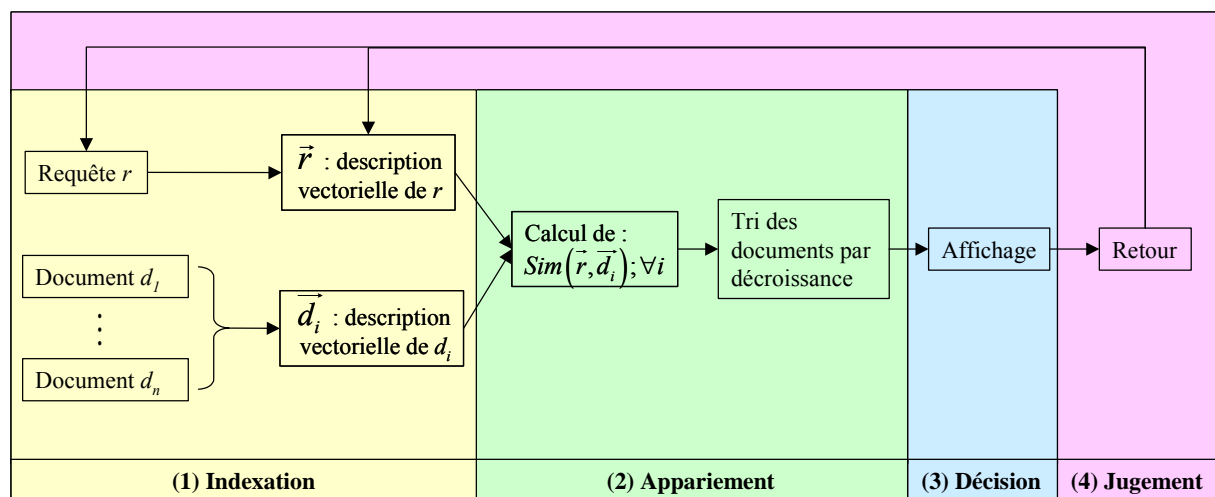 Requête r
r⃗ : description
vectorielle de r
Document d₁
⋮
Document dₙ
d⃗ᵢ : description
vectorielle de dᵢ
Calcul de :
Sim(r⃗, d⃗ᵢ); ∀i
Tri des
documents par
décroissance
Affichage
Retour
(1) Indexation
(2) Appariement
(3) Décision
(4) Jugement